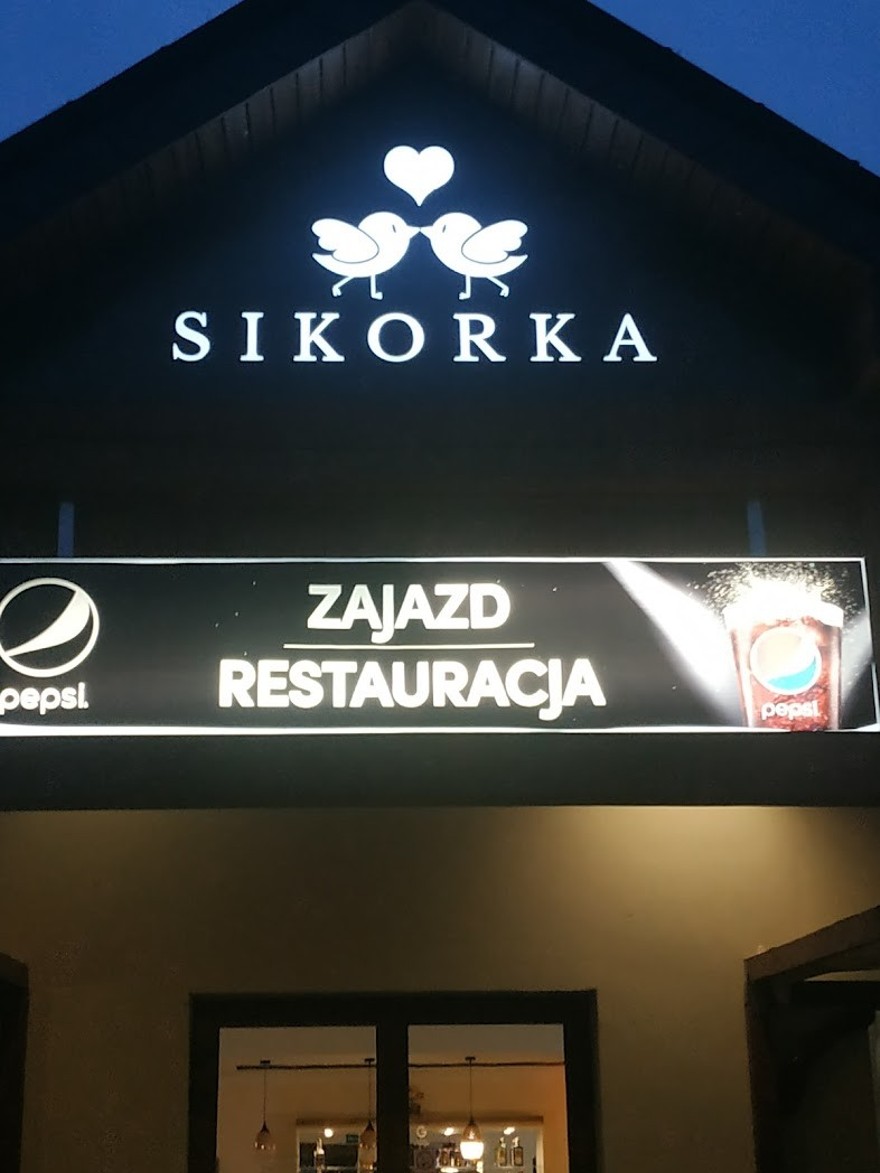 SIKORKA
ZAJAZD
RESTAURACJA
pepsi
pepsi